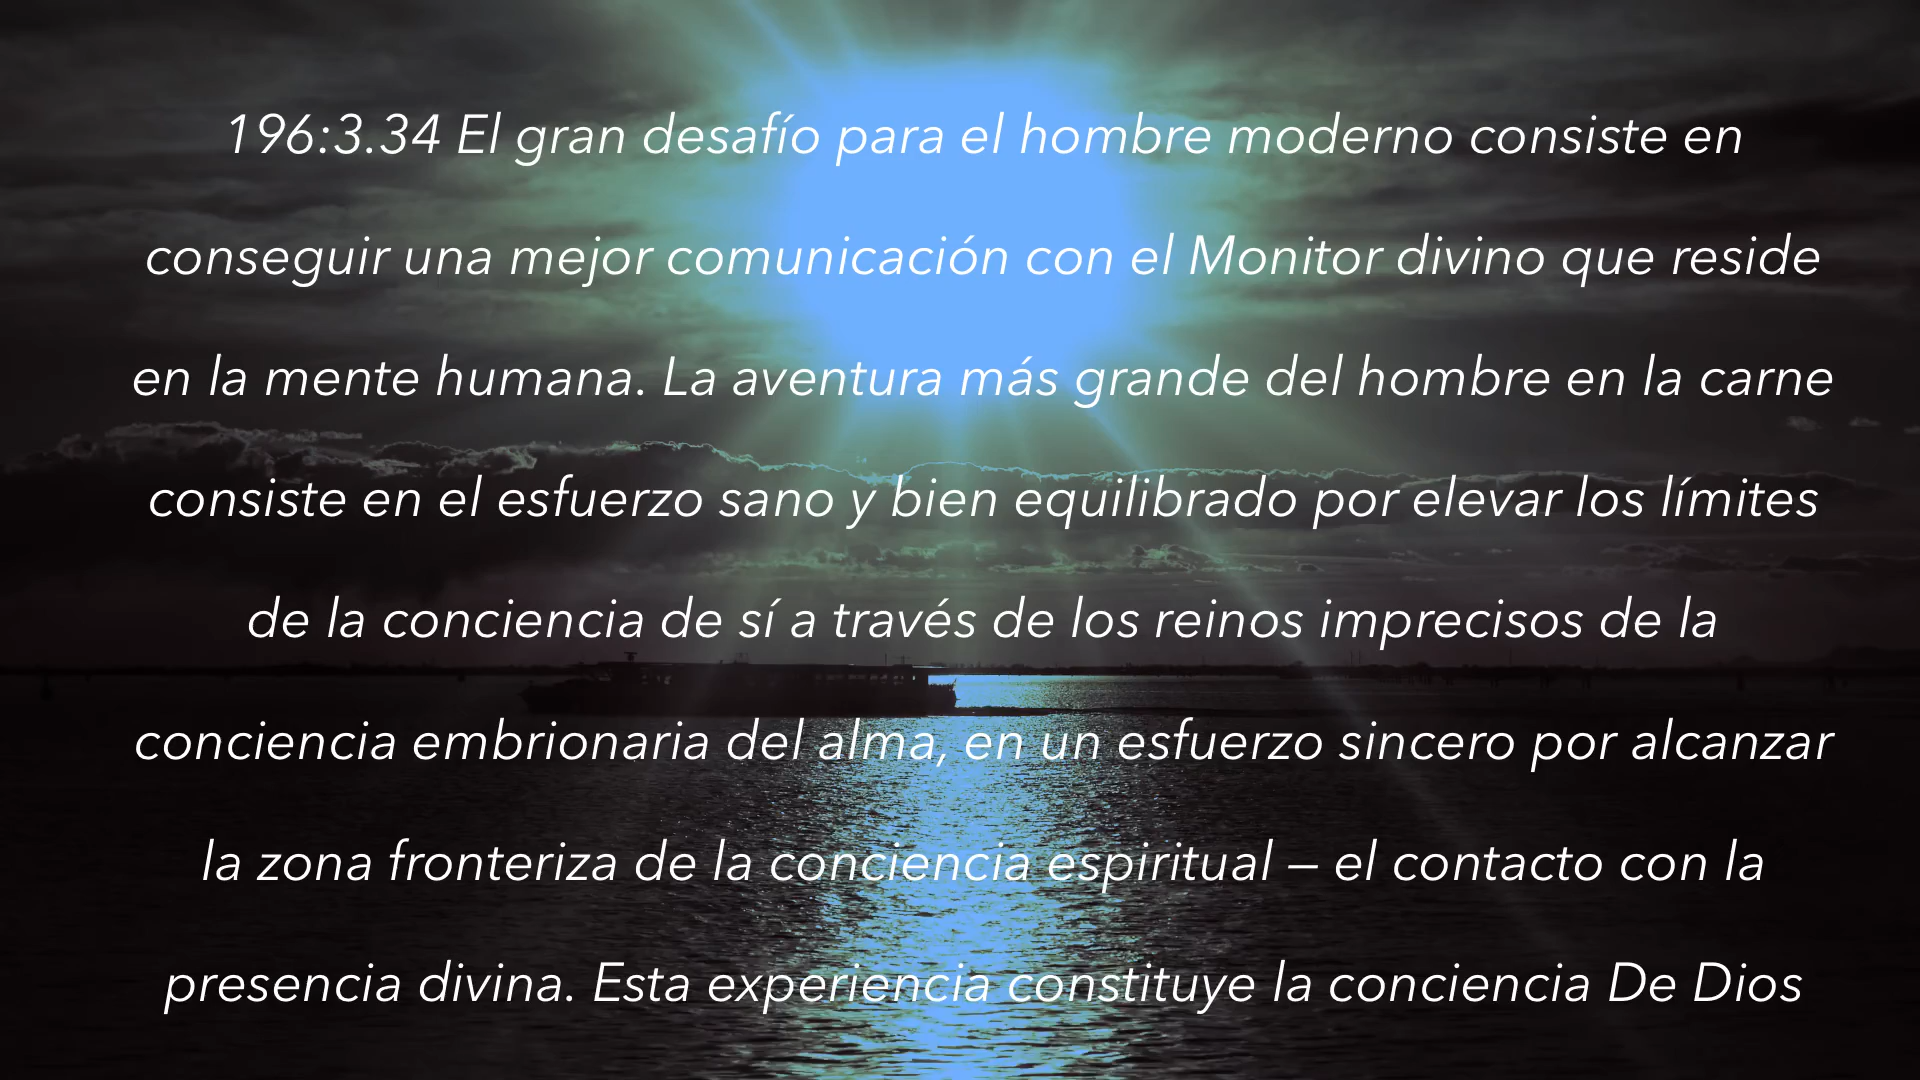 196:3.34 El gran desafío para el hombre moderno consiste en
conseguir una mejor comunicación con el Monitor divino que reside
en la mente humana. La aventura más grande del hombre en la carne
consiste en el esfuerzo sano y bien equilibrado por elevar los límites
de la conciencia de sí a través de los reinos imprecisos de la
conciencia embrionaria del alma, en un esfuerzo sincero por alcanzar
la zona fronteriza de la conciencia espiritual — el contacto con la
presencia divina. Esta experiencia constituye la conciencia De Dios